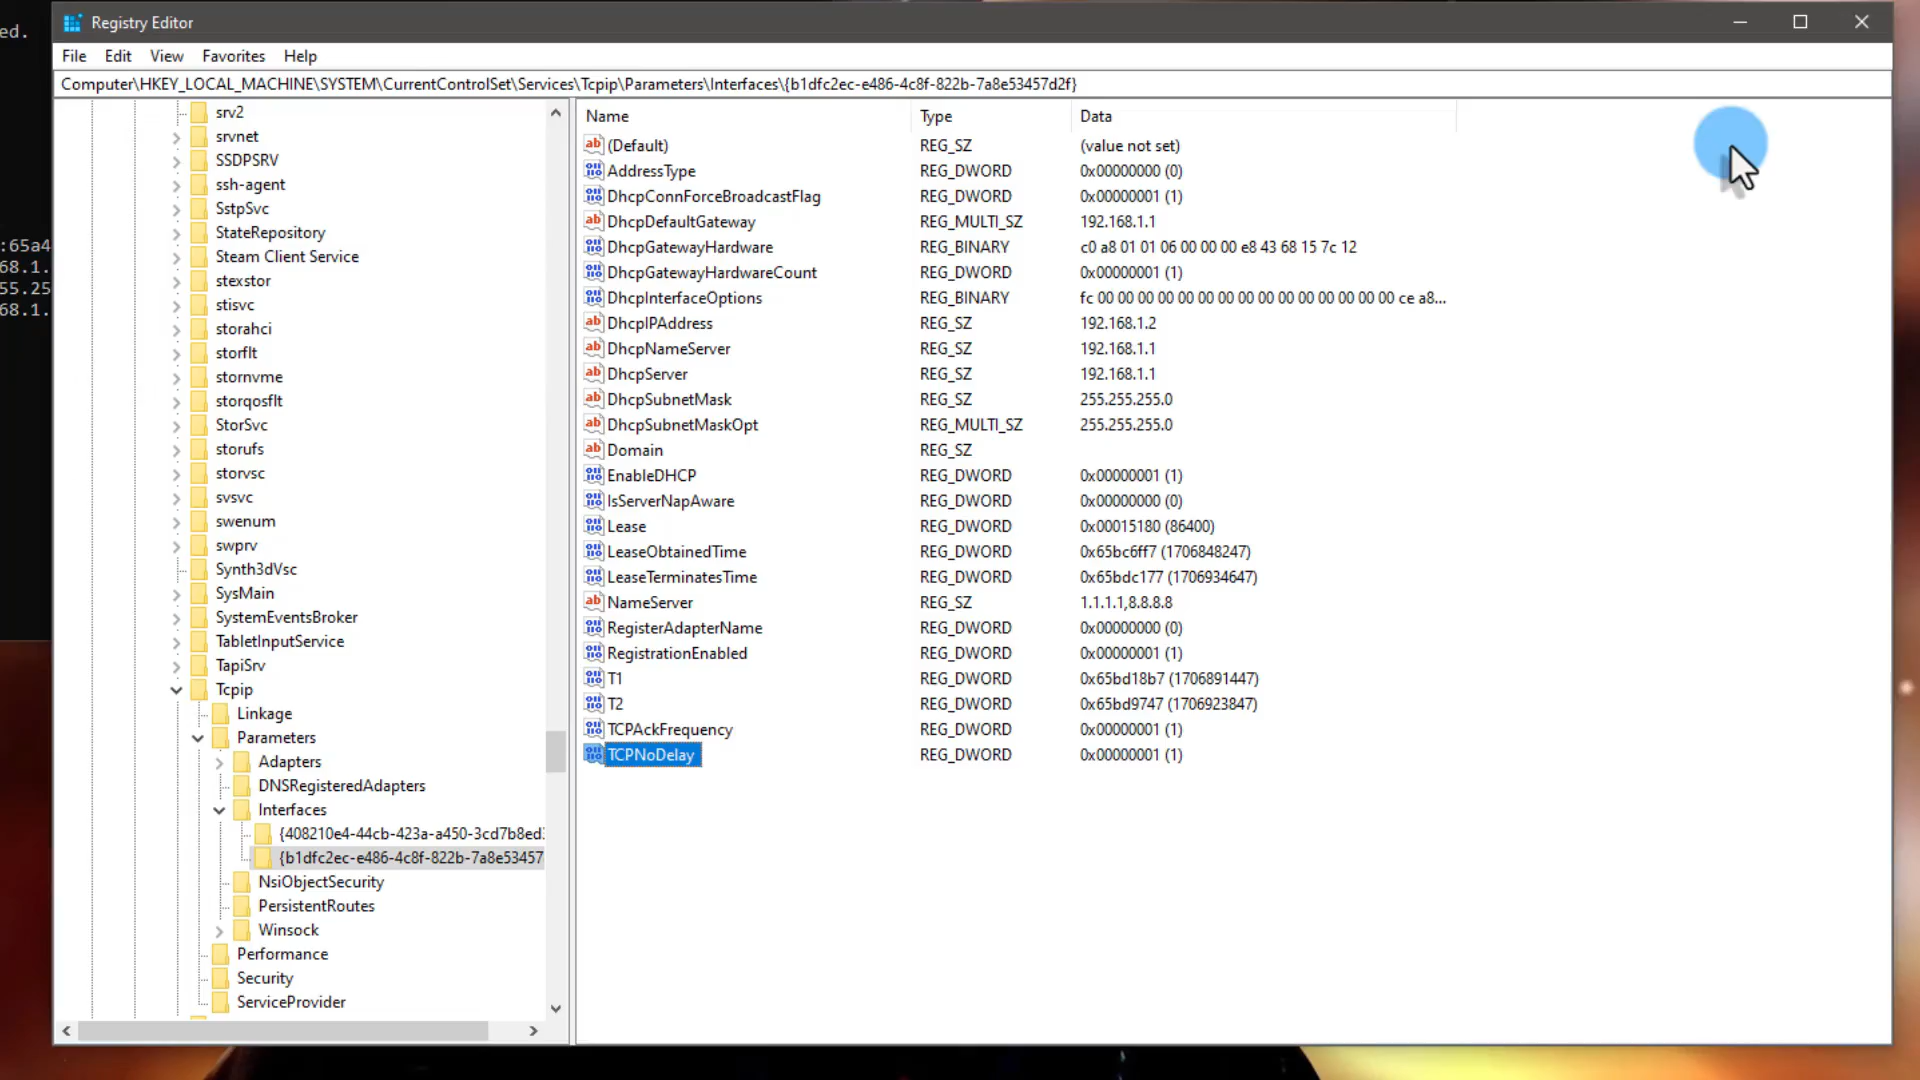 ed.
:65a4
68.1.
55.25
68.1.
Registry Editor
File Edit View Favorites Help
Computer\HKEY_LOCAL_MACHINE\SYSTEM\CurrentControlSet\Services\Tcpip\Parameters\Interfaces\{b1dfc2ec-e486-4c8f-822b-7a8e53457d2f}
srv2
srvnet
SSDPSRV
ssh-agent
SstpSvc
StateRepository
Steam Client Service
stexstor
stisvc
storahci
storflt
stornvme
storqosflt
StorSvc
storufs
storvsc
svsvc
swenum
swprv
Synth3dVsc
SysMain
SystemEventsBroker
TabletInputService
TapiSrv
Tcpip
Linkage
Parameters
Adapters
DNSRegisteredAdapters
Interfaces
{408210e4-44cb-423a-a450-3cd7b8ed
{b1dfc2ec-e486-4c8f-822b-7a8e53457
NsiObjectSecurity
PersistentRoutes
Winsock
Performance
Security
ServiceProvider
Name Type Data
(Default) REG_SZ (value not set)
AddressType REG_DWORD 0x00000000 (0)
DhcpConnForceBroadcastFlag REG_DWORD 0x00000001 (1)
DhcpDefaultGateway REG_MULTI_SZ 192.168.1.1
DhcpGatewayHardware REG_BINARY c0 a8 01 01 06 00 00 00 e8 43 68 15 7c 12
DhcpGatewayHardwareCount REG_DWORD 0x00000001 (1)
DhcpInterfaceOptions REG_BINARY fc 00 00 00 00 00 00 00 00 00 00 00 00 00 00 00 ce a8...
DhcpIPAddress REG_SZ 192.168.1.2
DhcpNameServer REG_SZ 192.168.1.1
DhcpServer REG_SZ 192.168.1.1
DhcpSubnetMask REG_SZ 255.255.255.0
DhcpSubnetMaskOpt REG_MULTI_SZ 255.255.255.0
Domain REG_SZ
EnableDHCP REG_DWORD 0x00000001 (1)
IsServerNapAware REG_DWORD 0x00000000 (0)
Lease REG_DWORD 0x00015180 (86400)
LeaseObtainedTime REG_DWORD 0x65bc6ff7 (1706848247)
LeaseTerminatesTime REG_DWORD 0x65bdc177 (1706934647)
NameServer REG_SZ 1.1.1.1,8.8.8.8
RegisterAdapterName REG_DWORD 0x00000000 (0)
RegistrationEnabled REG_DWORD 0x00000001 (1)
T1 REG_DWORD 0x65bd18b7 (1706891447)
T2 REG_DWORD 0x65bd9747 (1706923847)
TCPAckFrequency REG_DWORD 0x00000001 (1)
TCPNoDelay REG_DWORD 0x00000001 (1)